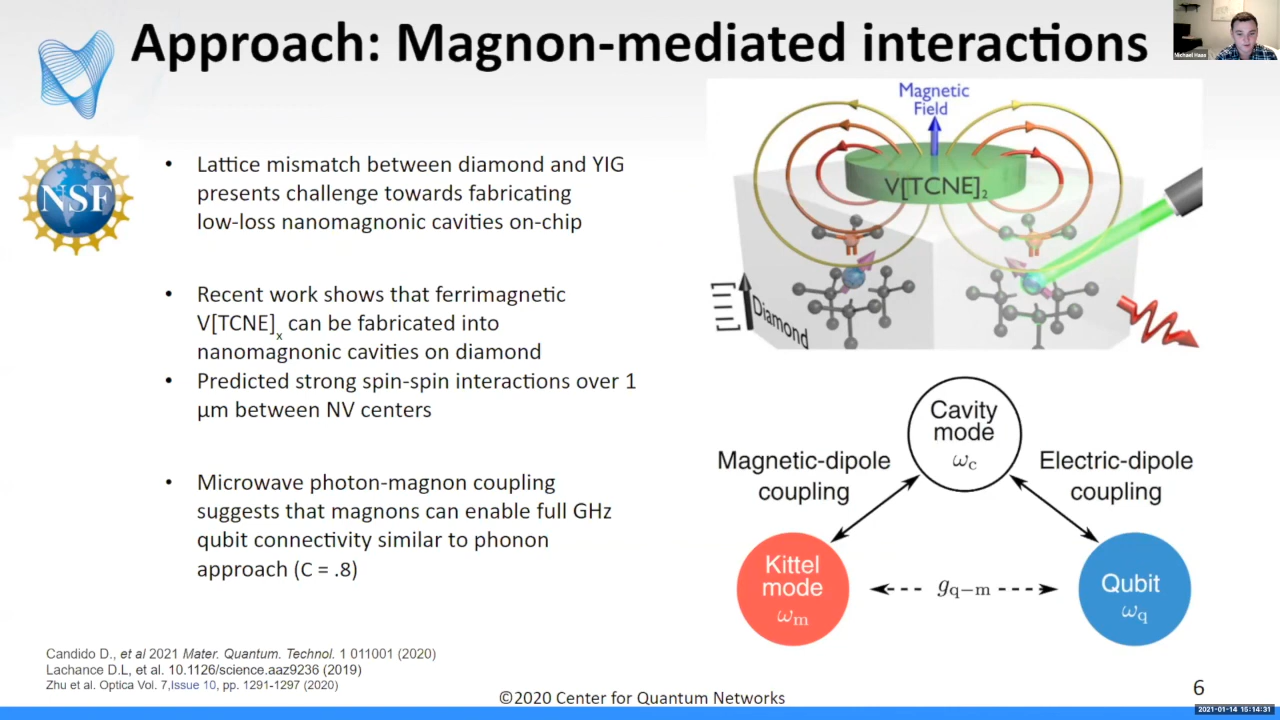 Approach: Magnon-mediated interactions
Michael Haas
NSF
• Lattice mismatch between diamond and YIG
presents challenge towards fabricating
low-loss nanomagnonic cavities on-chip
• Recent work shows that ferrimagnetic
V[TCNE]x can be fabricated into
nanomagnonic cavities on diamond
• Predicted strong spin-spin interactions over 1
μm between NV centers
• Microwave photon-magnon coupling
suggests that magnons can enable full GHz
qubit connectivity similar to phonon
approach (C = .8)
Magnetic
Field
V[TCNE]2
[111]
Diamond
Cavity
mode
ωc
Magnetic-dipole
coupling
Electric-dipole
coupling
Kittel
mode
ωm
gq−m
Qubit
ωq
Candido D., et al 2021 Mater. Quantum. Technol. 1 011001 (2020)
Lachance D.L, et al. 10.1126/science.aaz9236 (2019)
Zhu et al. Optica Vol. 7,Issue 10, pp. 1291-1297 (2020)
©2020 Center for Quantum Networks
6
2021-01-14 15:14:31